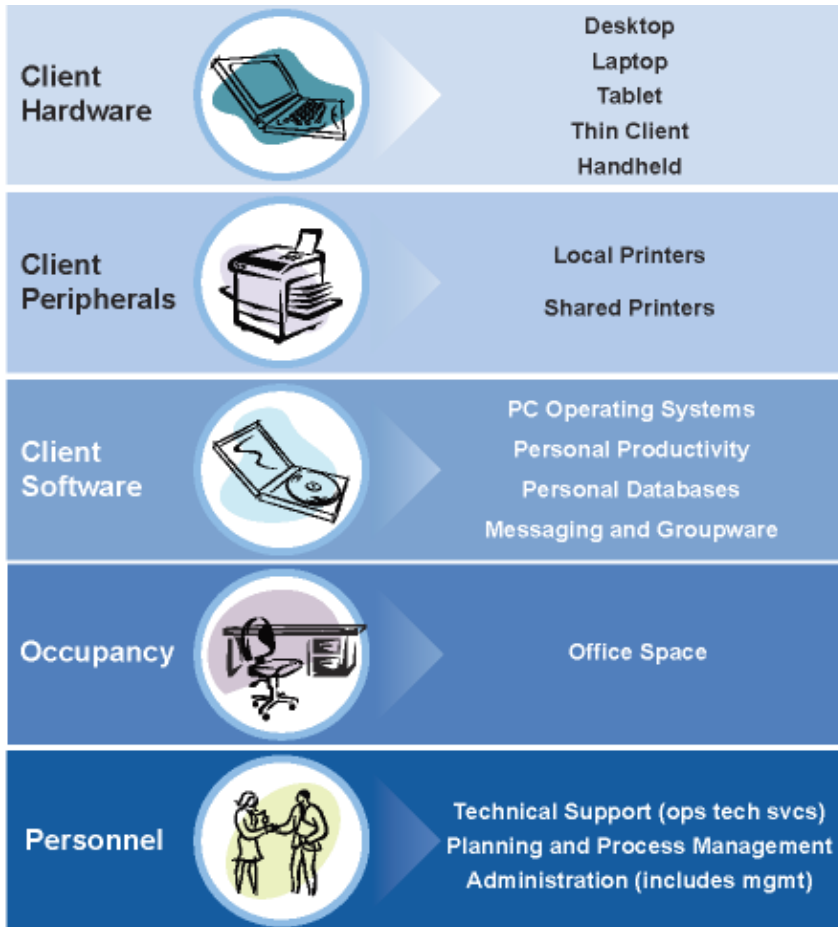 Client
Hardware
Desktop
Laptop
Tablet
Thin Client
Handheld
Client
Peripherals
Local Printers
Shared Printers
Client
Software
PC Operating Systems
Personal Productivity
Personal Databases
Messaging and Groupware
Occupancy
Office Space
Personnel
Technical Support (ops tech svcs)
Planning and Process Management
Administration (includes mgmt)